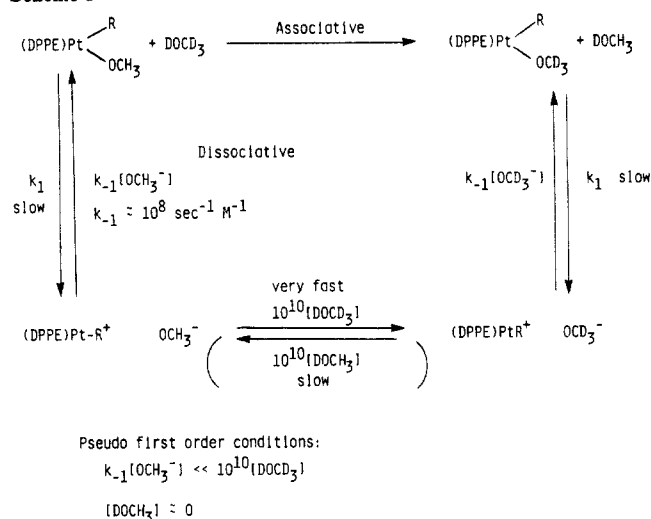 R
(DPPE)Pt
OCH3
+ DOCD3
Associative
R
(DPPE)Pt
OCD3
+ DOCH3
Dissociative
k1
slow
k-1[OCH3-]
k-1 ≈ 10^8 sec-1 M-1
k-1[OCD3-]
k1 slow
very fast
10^10[DOCD3]
(DPPE)Pt-R+
OCH3-
10^10[DOCH3]
slow
(DPPE)PtR+
OCD3-
Pseudo first order conditions:
k-1[OCH3-] << 10^10[DOCD3]
[DOCH3] ≈ 0